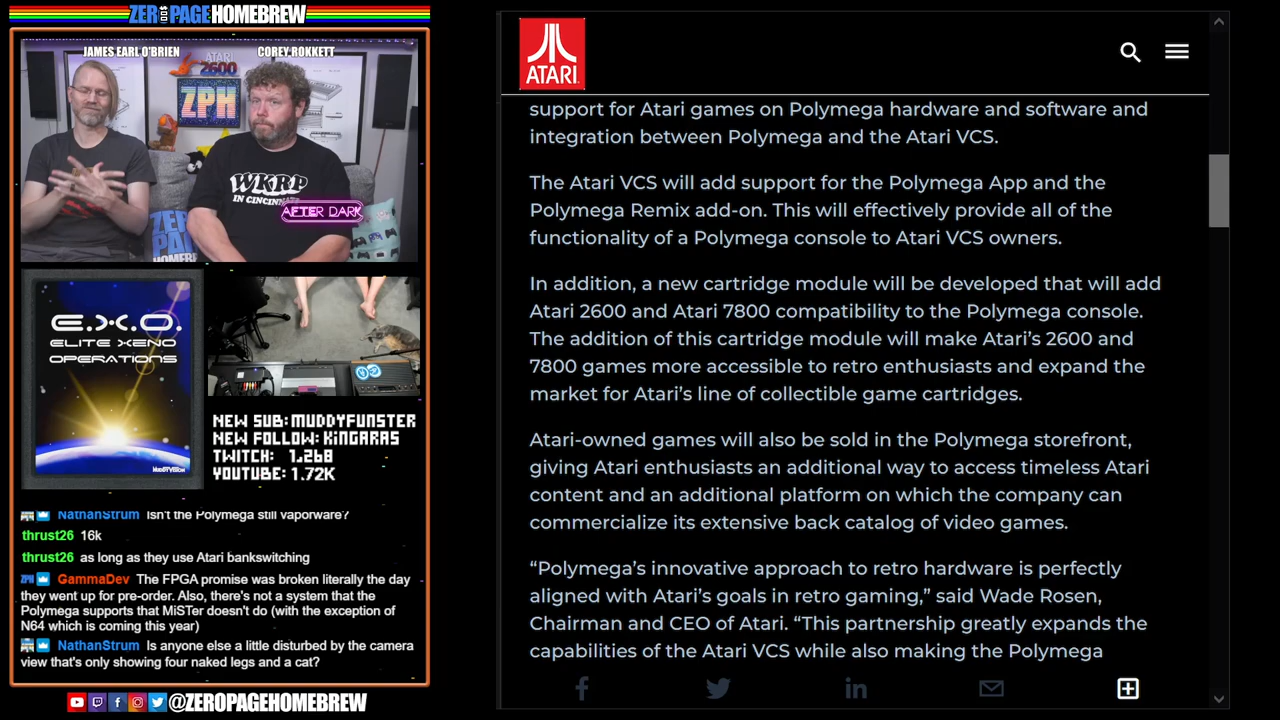 ZEROPAGEHOMEBREW
JAMES EARL O'BRIEN
COREY ROKKETT
ATARI
2600
ZPH
WKRP
IN CINCINNATI
AFTER DARK
ZERO
PAGE
HOMEBREW
E.X.O.
ELITE XENO
OPERATIONS
NEW SUB: MUDDYFUNSTER
NEW FOLLOW: KINGARAS
TWITCH: 1,268
YOUTUBE: 1.72K
NathanStrum Isn't the Polymega still vaporware?
thrust26 16k
thrust26 as long as they use Atari bankswitching
GammaDev The FPGA promise was broken literally the day
they went up for pre-order. Also, there's not a system that the
Polymega supports that MiSTer doesn't do (with the exception of
N64 which is coming this year)
NathanStrum Is anyone else a little disturbed by the camera
view that's only showing four naked legs and a cat?
@ZEROPAGEHOMEBREW
ATARI
support for Atari games on Polymega hardware and software and
integration between Polymega and the Atari VCS.
The Atari VCS will add support for the Polymega App and the
Polymega Remix add-on. This will effectively provide all of the
functionality of a Polymega console to Atari VCS owners.
In addition, a new cartridge module will be developed that will add
Atari 2600 and Atari 7800 compatibility to the Polymega console.
The addition of this cartridge module will make Atari's 2600 and
7800 games more accessible to retro enthusiasts and expand the
market for Atari's line of collectible game cartridges.
Atari-owned games will also be sold in the Polymega storefront,
giving Atari enthusiasts an additional way to access timeless Atari
content and an additional platform on which the company can
commercialize its extensive back catalog of video games.
“Polymega's innovative approach to retro hardware is perfectly
aligned with Atari's goals in retro gaming,” said Wade Rosen,
Chairman and CEO of Atari. “This partnership greatly expands the
capabilities of the Atari VCS while also making the Polymega